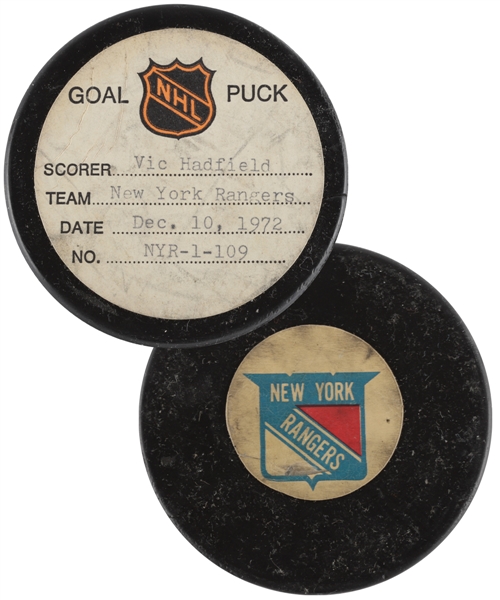 GOAL NHL PUCK
SCORER Vic Hadfield
TEAM New York Rangers
DATE Dec. 10, 1972
NO. NYR-1-109
NEW YORK
RANGERS